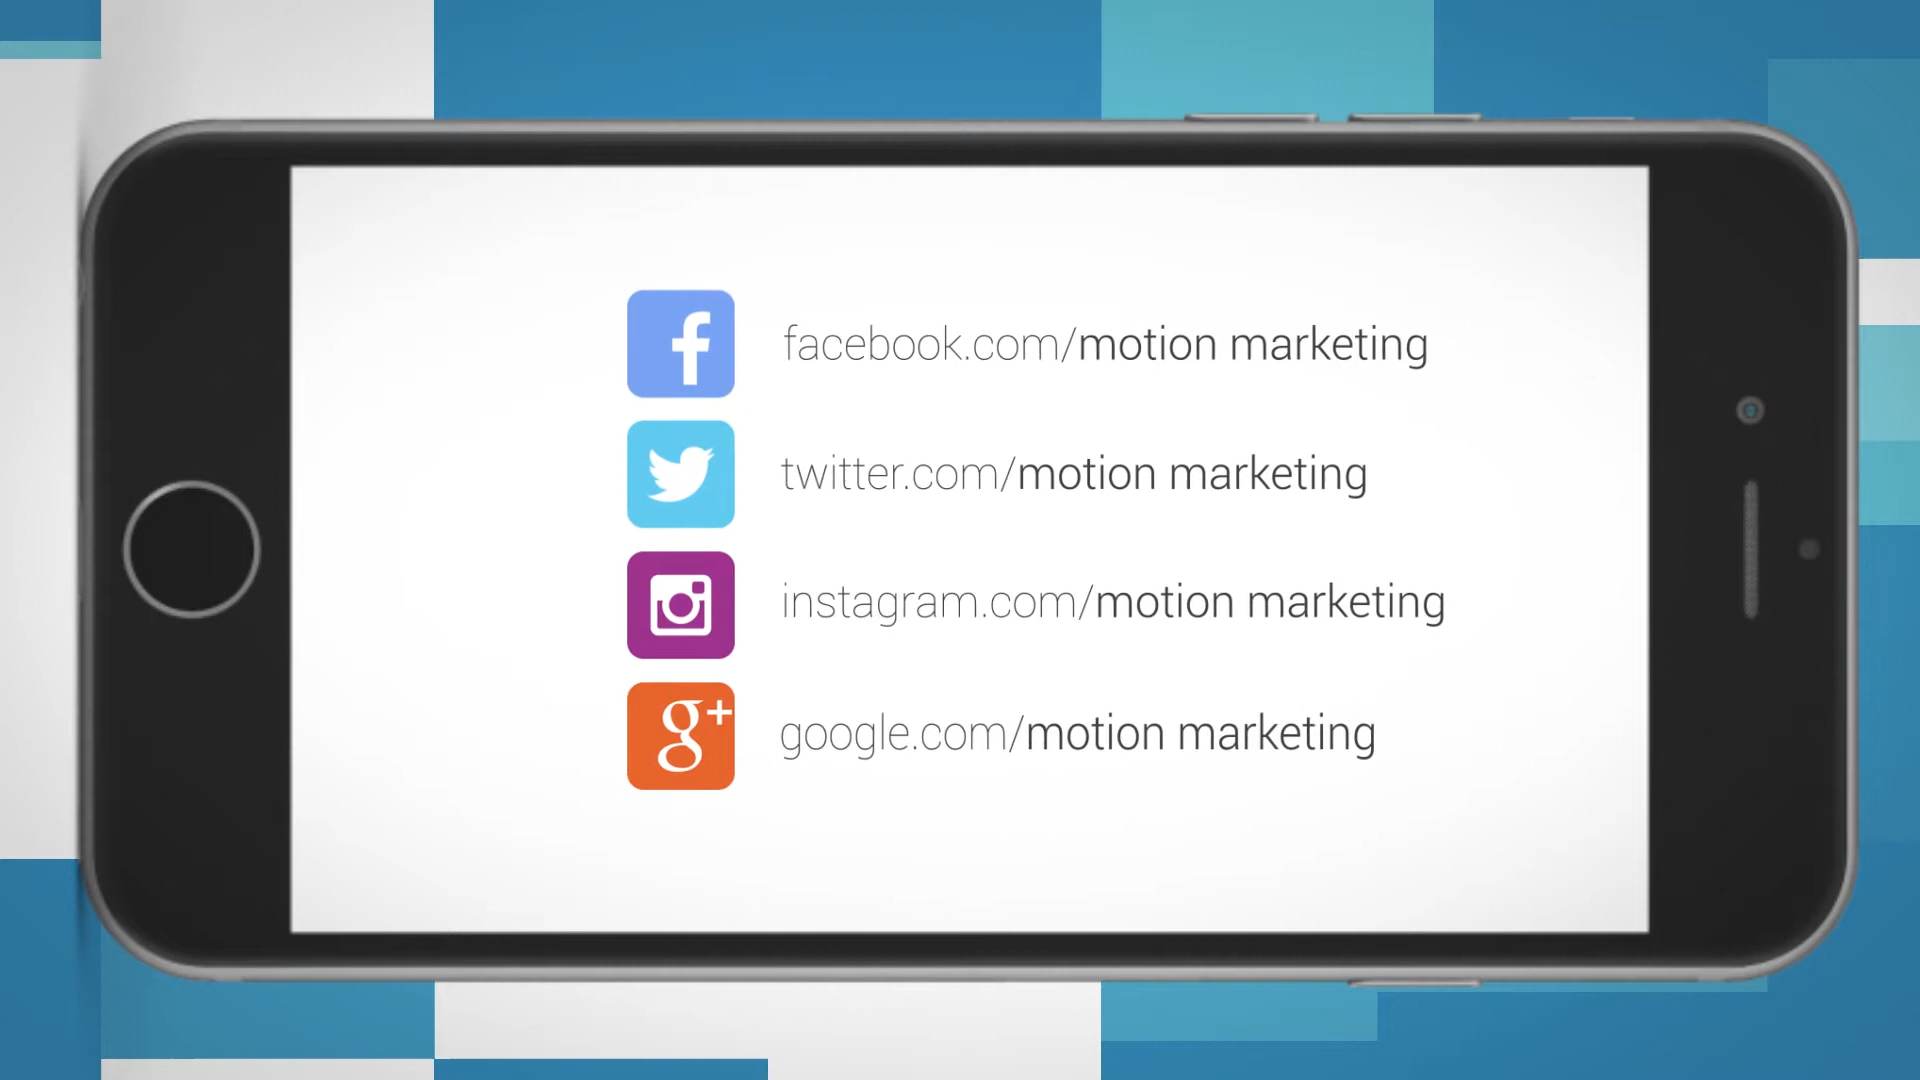 f
facebook.com/motion marketing
twitter.com/motion marketing
instagram.com/motion marketing
g+
google.com/motion marketing